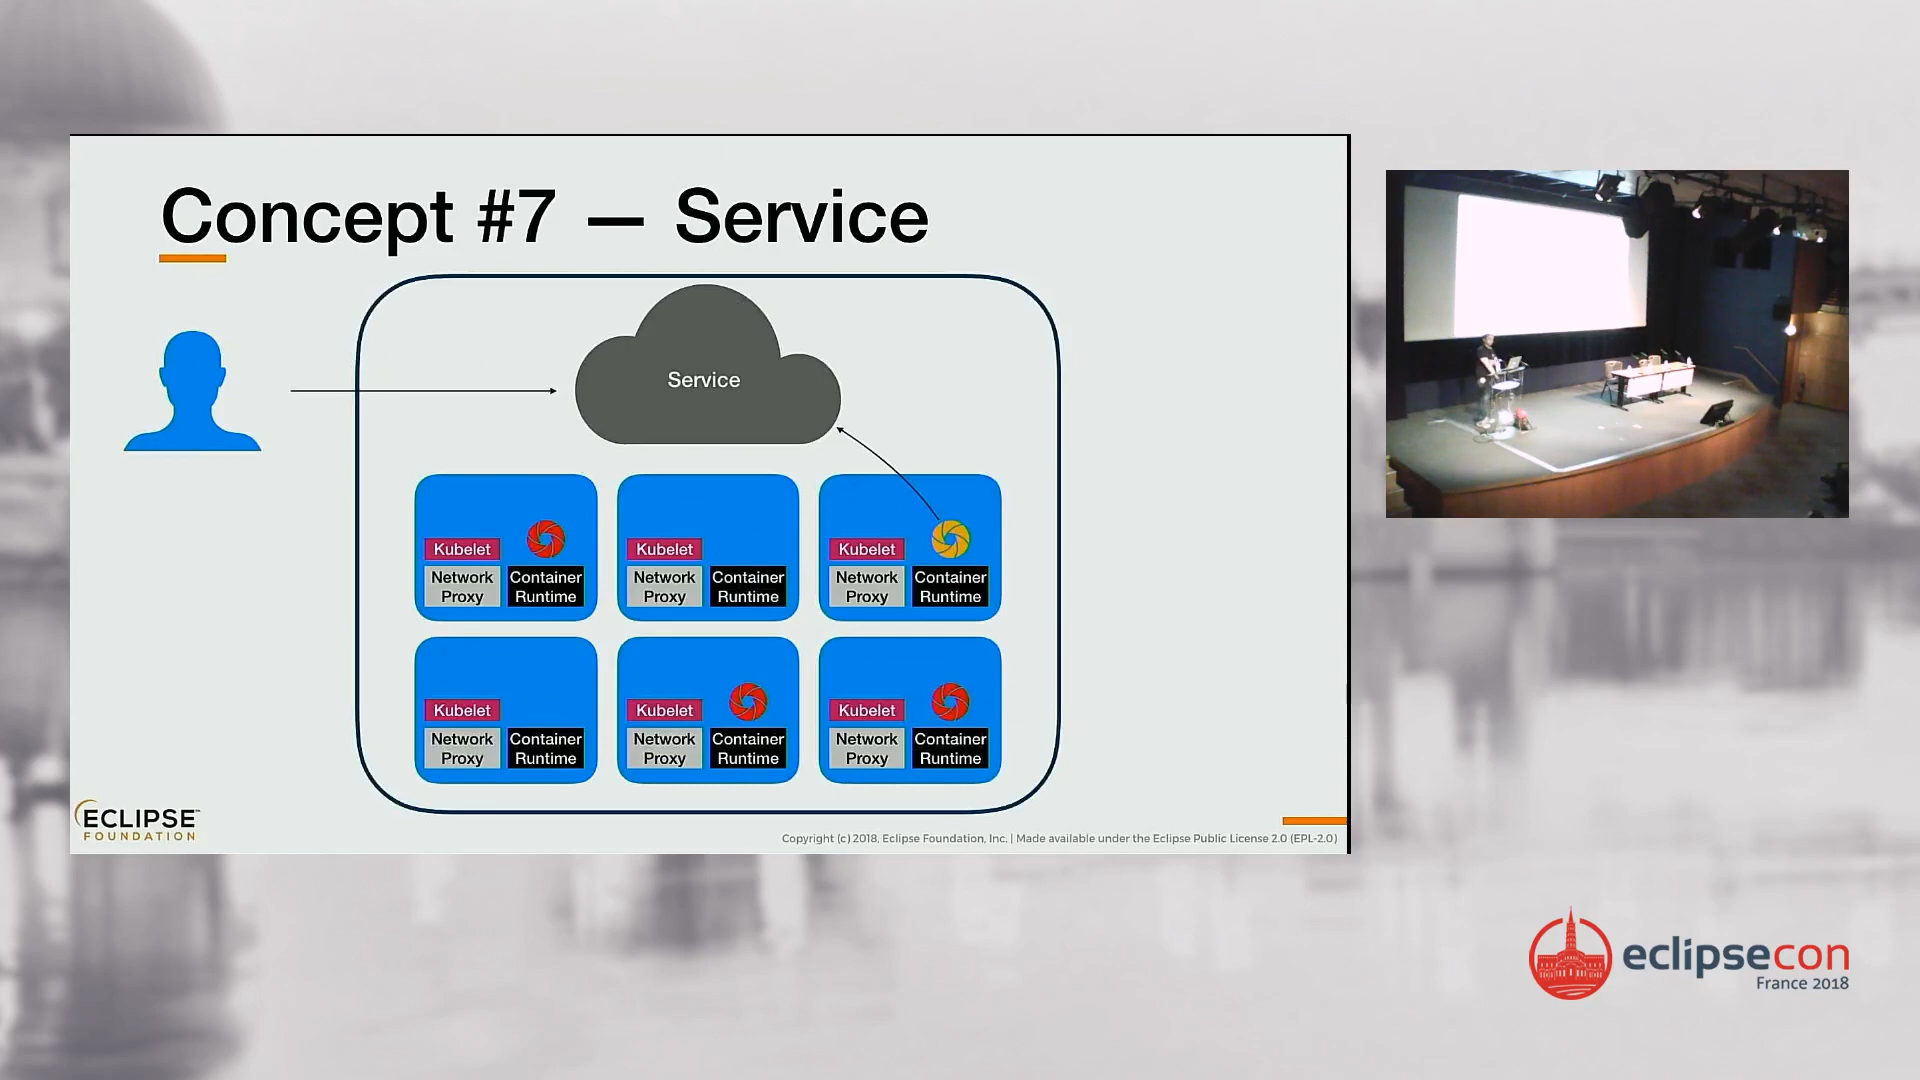 Concept #7 — Service
Service
Kubelet
Network
Proxy
Container
Runtime
Kubelet
Network
Proxy
Container
Runtime
Kubelet
Network
Proxy
Container
Runtime
Kubelet
Network
Proxy
Container
Runtime
Kubelet
Network
Proxy
Container
Runtime
Kubelet
Network
Proxy
Container
Runtime
ECLIPSE™
FOUNDATION
Copyright (c) 2018, Eclipse Foundation, Inc. | Made available under the Eclipse Public License 2.0 (EPL-2.0)
eclipsecon
France 2018